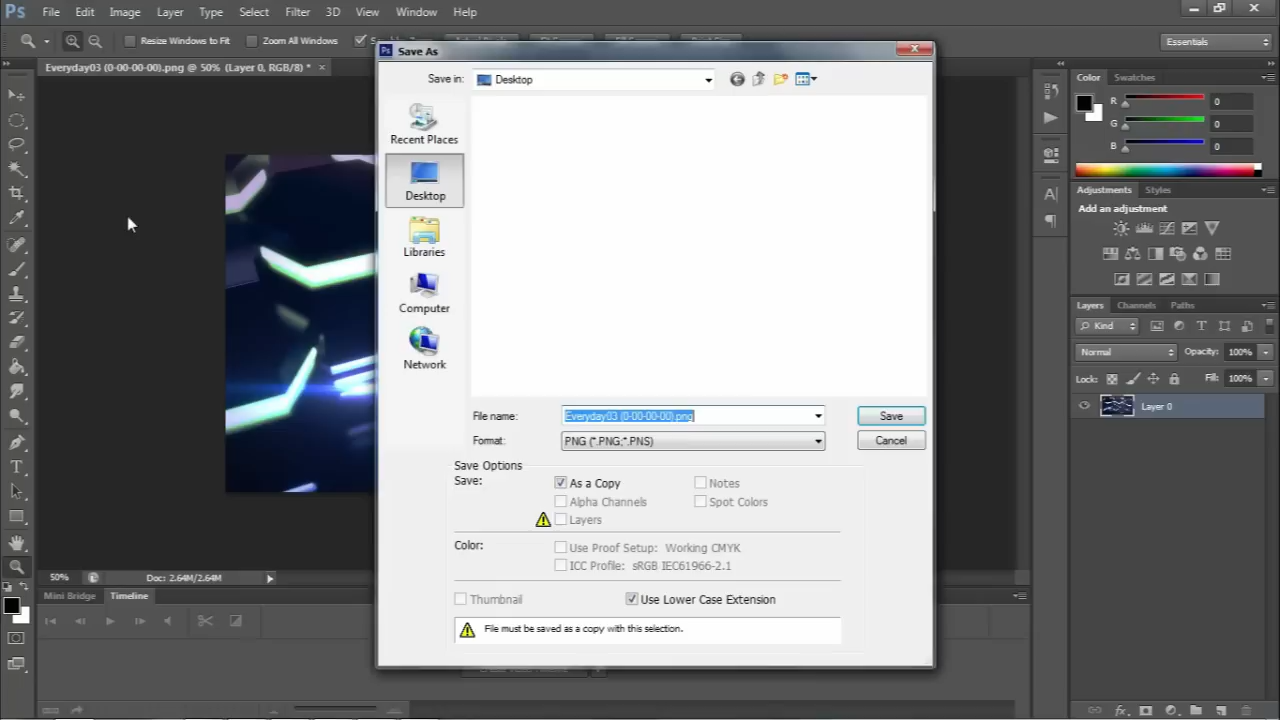 Ps File Edit Image Layer Type Select Filter 3D View Window Help
Resize Windows to Fit Zoom All Windows
Essentials
Everyday03 (0-00-00-00).png @ 50% (Layer 0, RGB/8) * ×
Save As
Save in: Desktop
Recent Places
Desktop
Libraries
Computer
Network
File name: Everyday03 (0-00-00-00).png
Save
Format: PNG (*.PNG;*.PNS)
Cancel
Save Options
Save: As a Copy Notes
Alpha Channels Spot Colors
Layers
Color: Use Proof Setup: Working CMYK
ICC Profile: sRGB IEC61966-2.1
Thumbnail Use Lower Case Extension
File must be saved as a copy with this selection.
Color Swatches
R 0
G 0
B 0
Adjustments Styles
Add an adjustment
Layers Channels Paths
Kind
Normal Opacity: 100%
Lock: Fill: 100%
Layer 0
50% Doc: 2.64M/2.64M
Mini Bridge Timeline